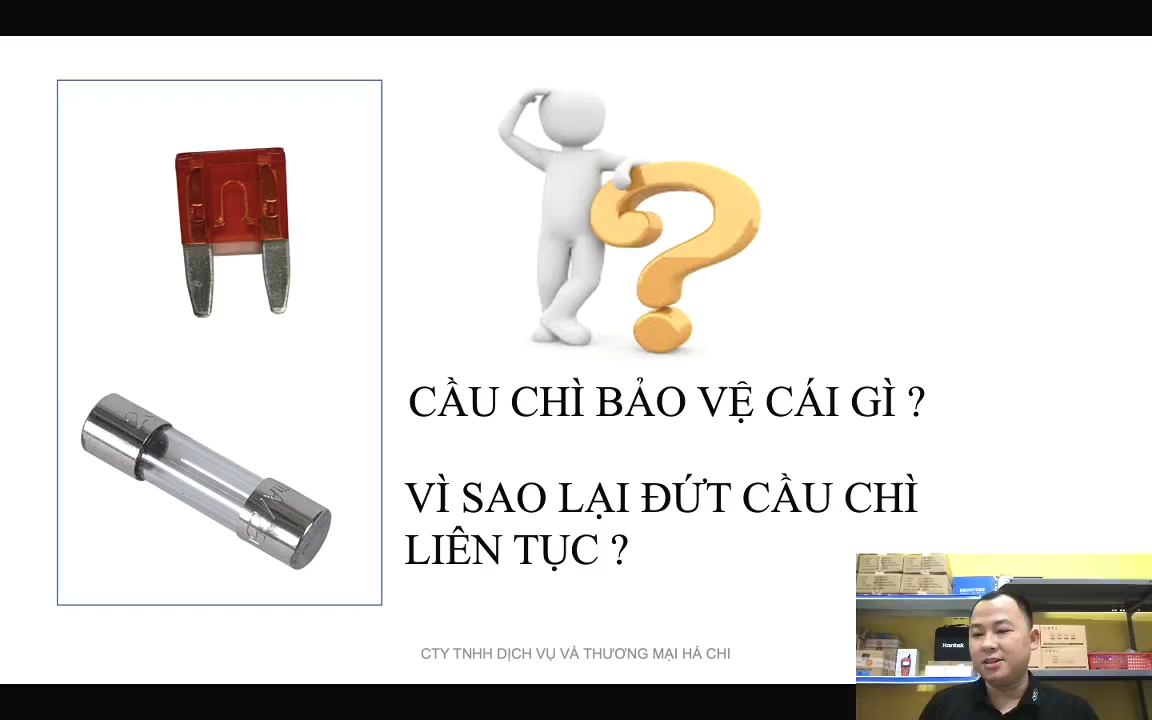 CẦU CHÌ BẢO VỆ CÁI GÌ ?
VÌ SAO LẠI ĐỨT CẦU CHÌ
LIÊN TỤC ?
CTY TNHH DỊCH VỤ VÀ THƯƠNG MẠI HÀ CHI
Hantek